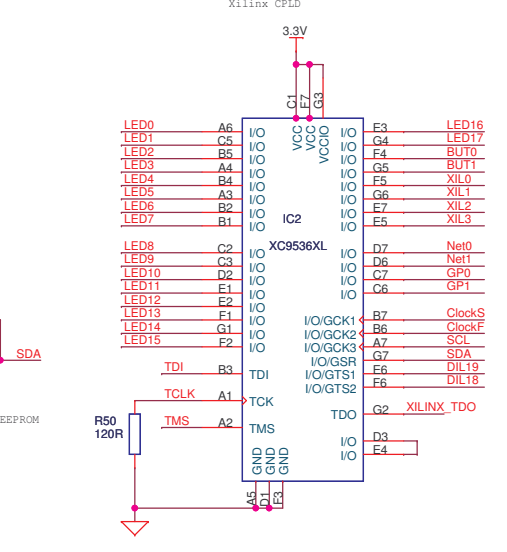 Xilinx CPLD
3.3V
C1 F7 G3
VCC VCC VCCIO
LED0 A6 I/O I/O E3 LED16
LED1 C5 I/O I/O G4 LED17
LED2 B5 I/O I/O F4 BUT0
LED3 A4 I/O I/O G5 BUT1
LED4 B4 I/O I/O F5 XIL0
LED5 A3 I/O I/O G6 XIL1
LED6 B2 I/O I/O E7 XIL2
LED7 B1 I/O I/O E5 XIL3
IC2
XC9536XL
LED8 C2 I/O I/O D7 Net0
LED9 C3 I/O I/O D6 Net1
LED10 D2 I/O I/O C7 GP0
LED11 E1 I/O I/O C6 GP1
LED12 E2 I/O
LED13 F1 I/O I/O/GCK1 B7 ClockS
LED14 G1 I/O I/O/GCK2 B6 ClockF
LED15 F2 I/O I/O/GCK3 A7 SCL
I/O/GSR G7 SDA
SDA
TDI B3 TDI I/O/GTS1 E6 DIL19
I/O/GTS2 F6 DIL18
TCLK A1 TCK
TDO G2 XILINX_TDO
EEPROM
R50
120R
TMS A2 TMS
I/O D3
I/O E4
GND GND GND
A5 D1 F3